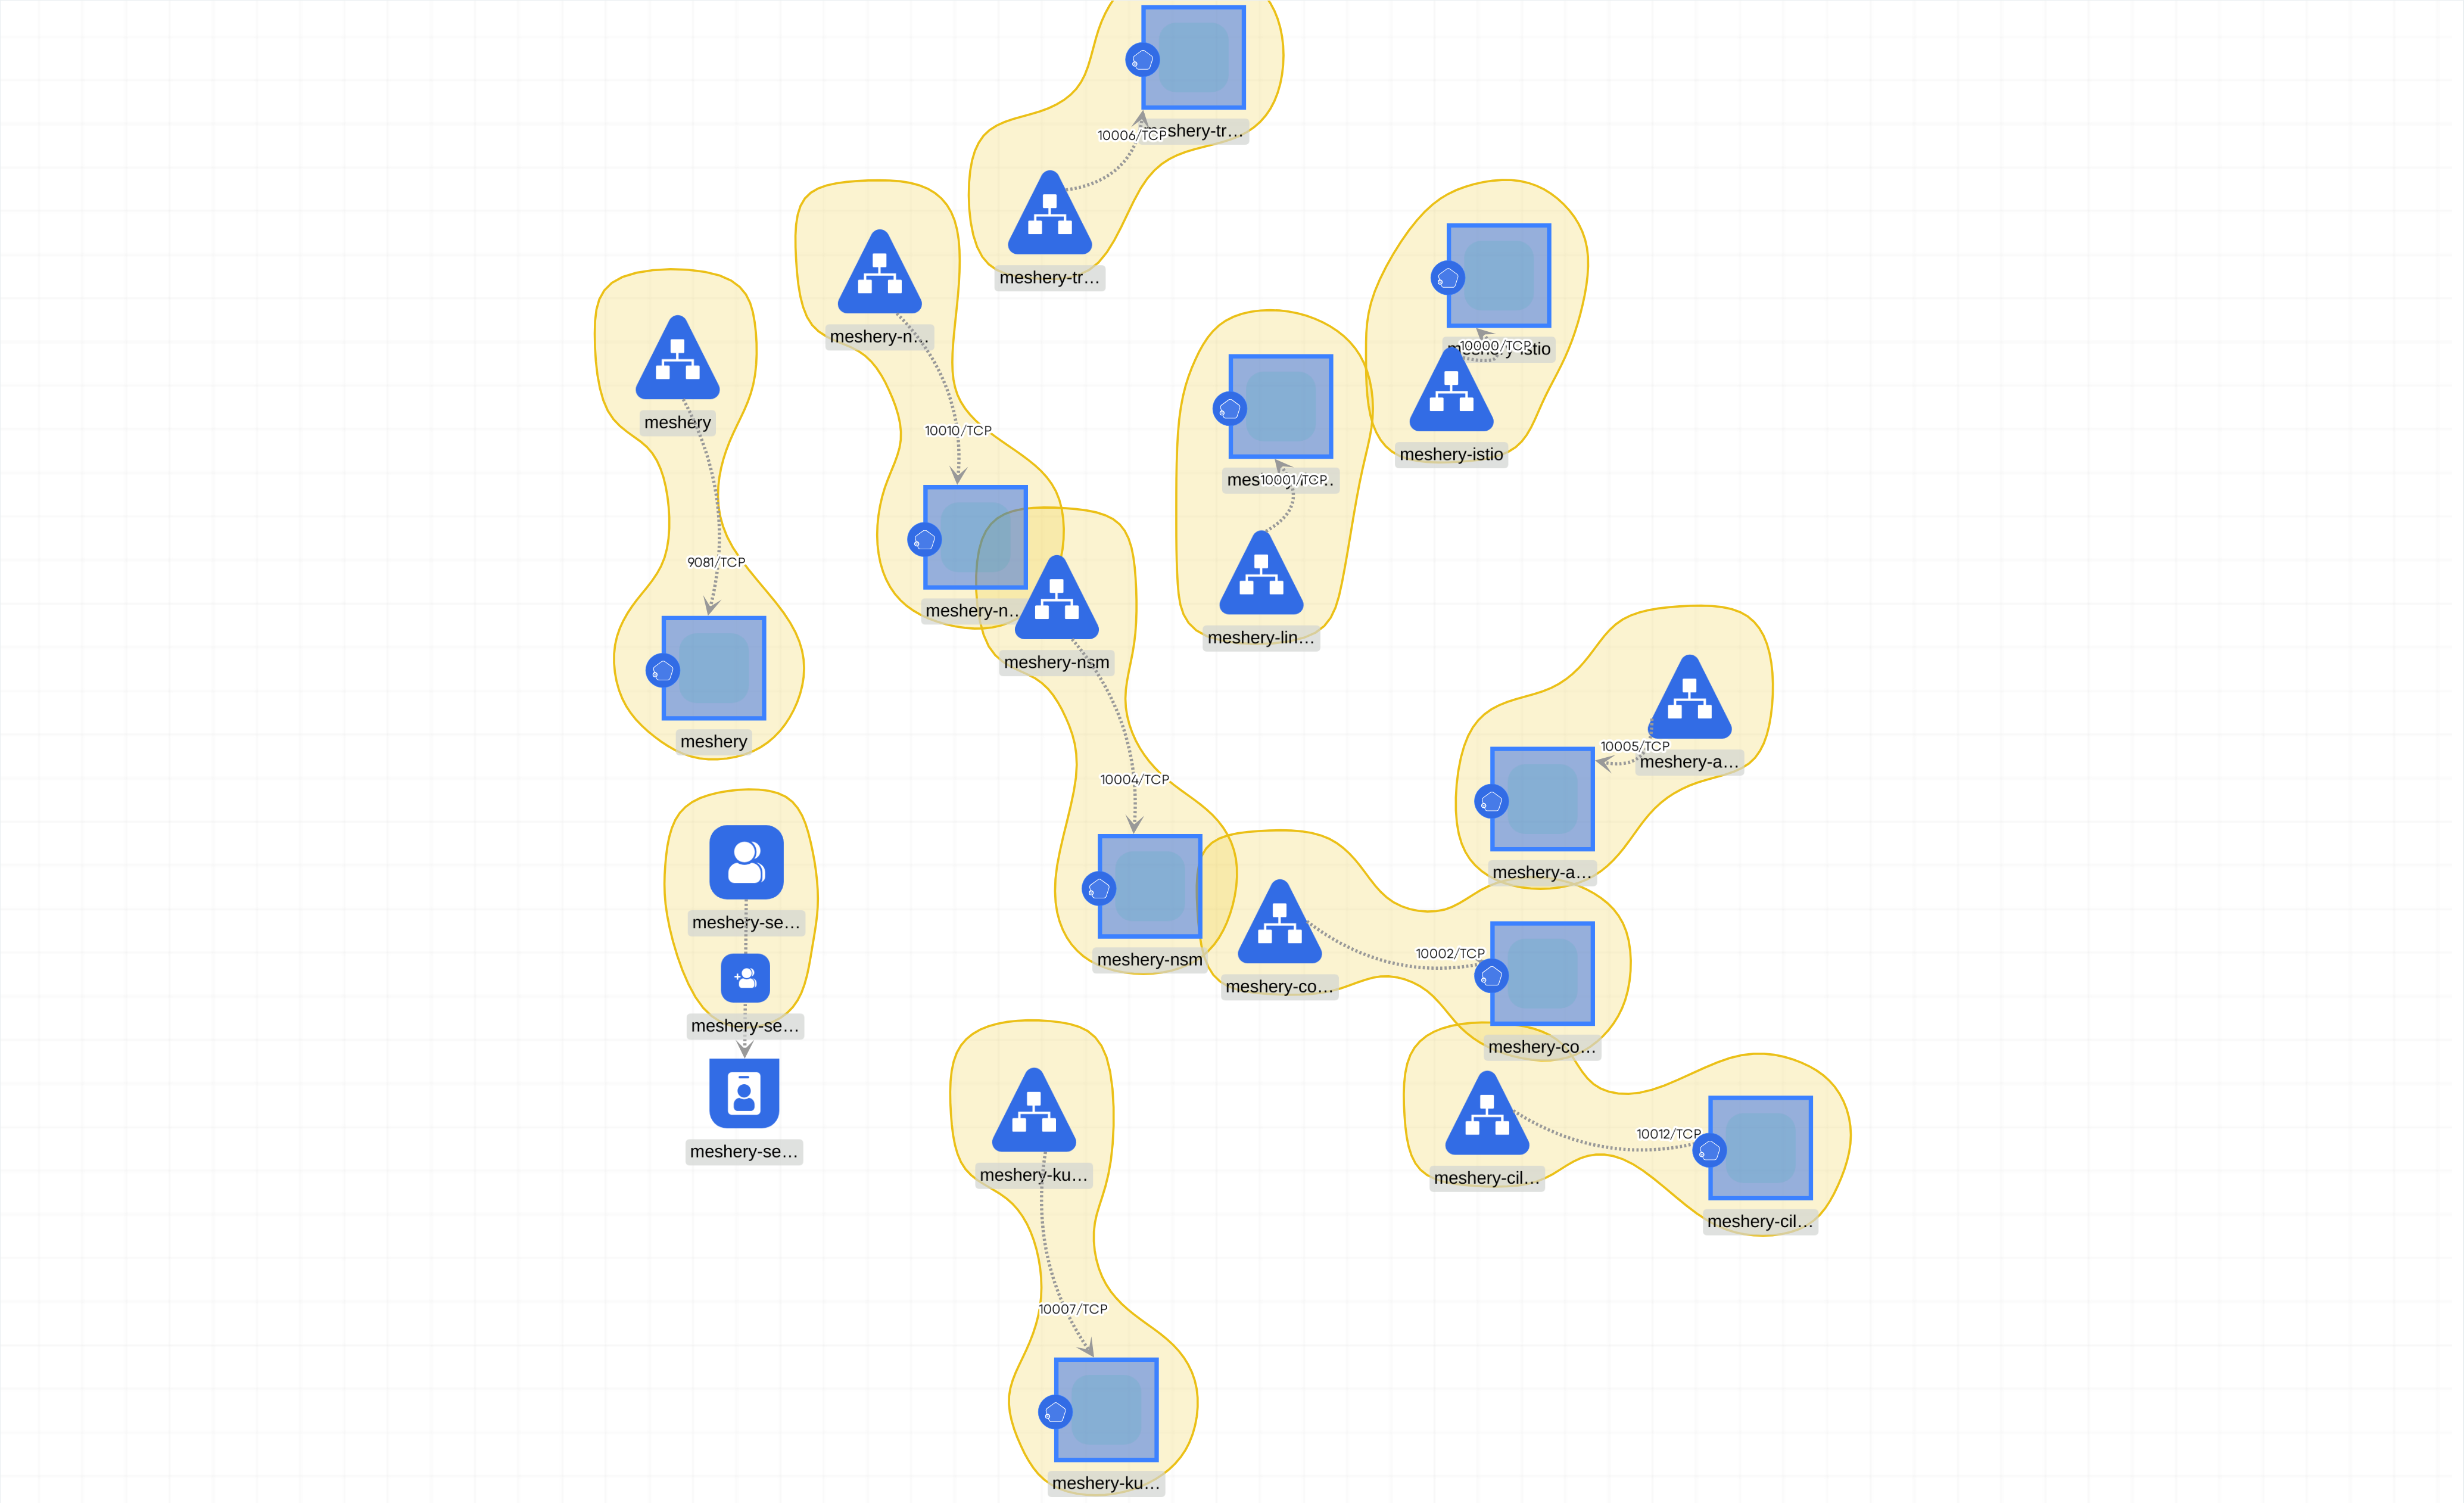 meshery-tr…
10006/TCP
meshery-tr…
meshery-n…
10010/TCP
meshery-n…
meshery
9081/TCP
meshery
meshery-istio
10000/TCP
meshery-istio
10001/TCP
meshery-lin…
meshery-nsm
10004/TCP
meshery-nsm
meshery-a…
10005/TCP
meshery-a…
meshery-se…
meshery-se…
meshery-se…
10002/TCP
meshery-co…
meshery-co…
10012/TCP
meshery-cil…
meshery-cil…
meshery-ku…
10007/TCP
meshery-ku…